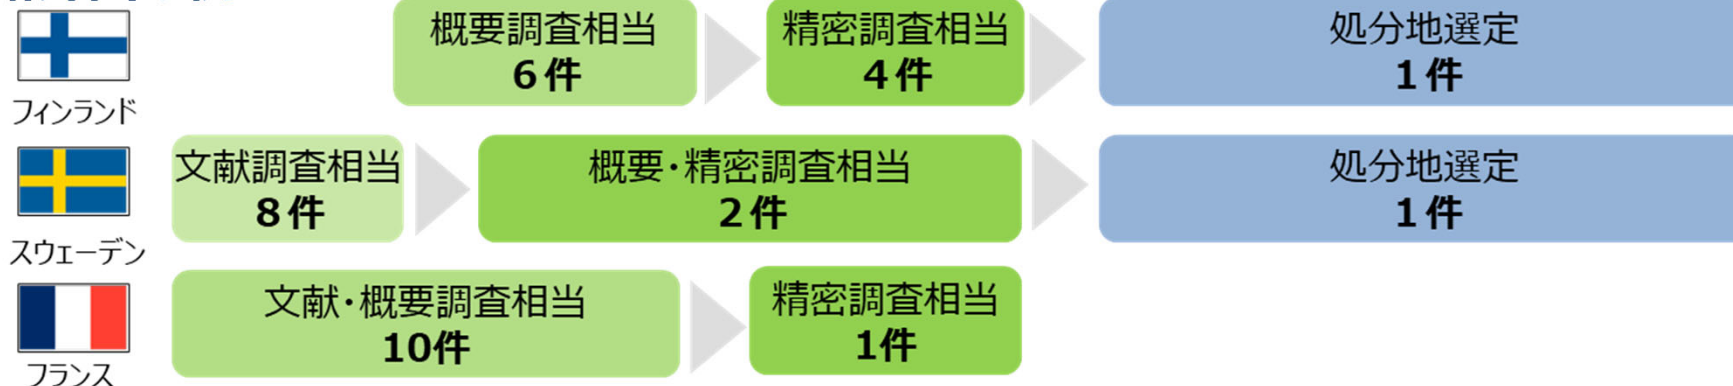 概要調査相当
6件
精密調査相当
4件
処分地選定
1件
フィンランド
文献調査相当
8件
概要・精密調査相当
2件
処分地選定
1件
スウェーデン
文献・概要調査相当
10件
精密調査相当
1件
フランス